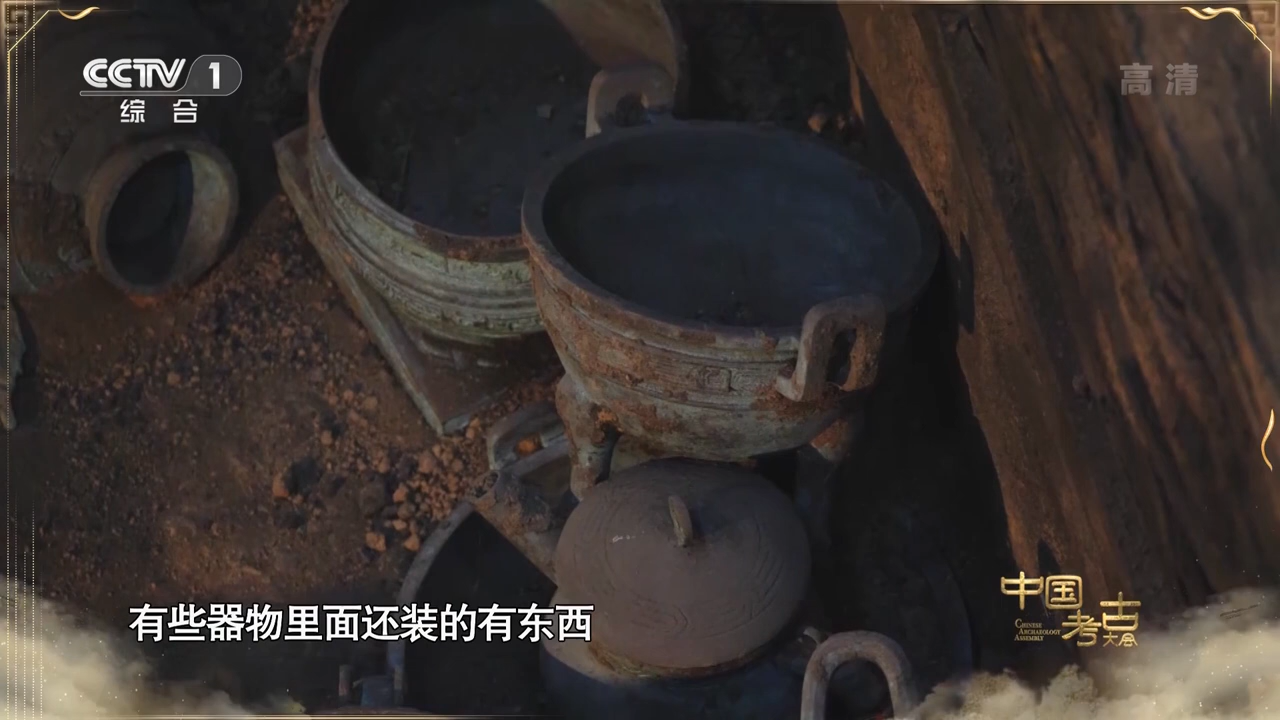 CCTV 1
综合
高清
有些器物里面还装的有东西
中国
考古
CHINESE
ARCHAEOLOGY
ASSEMBLY
大会